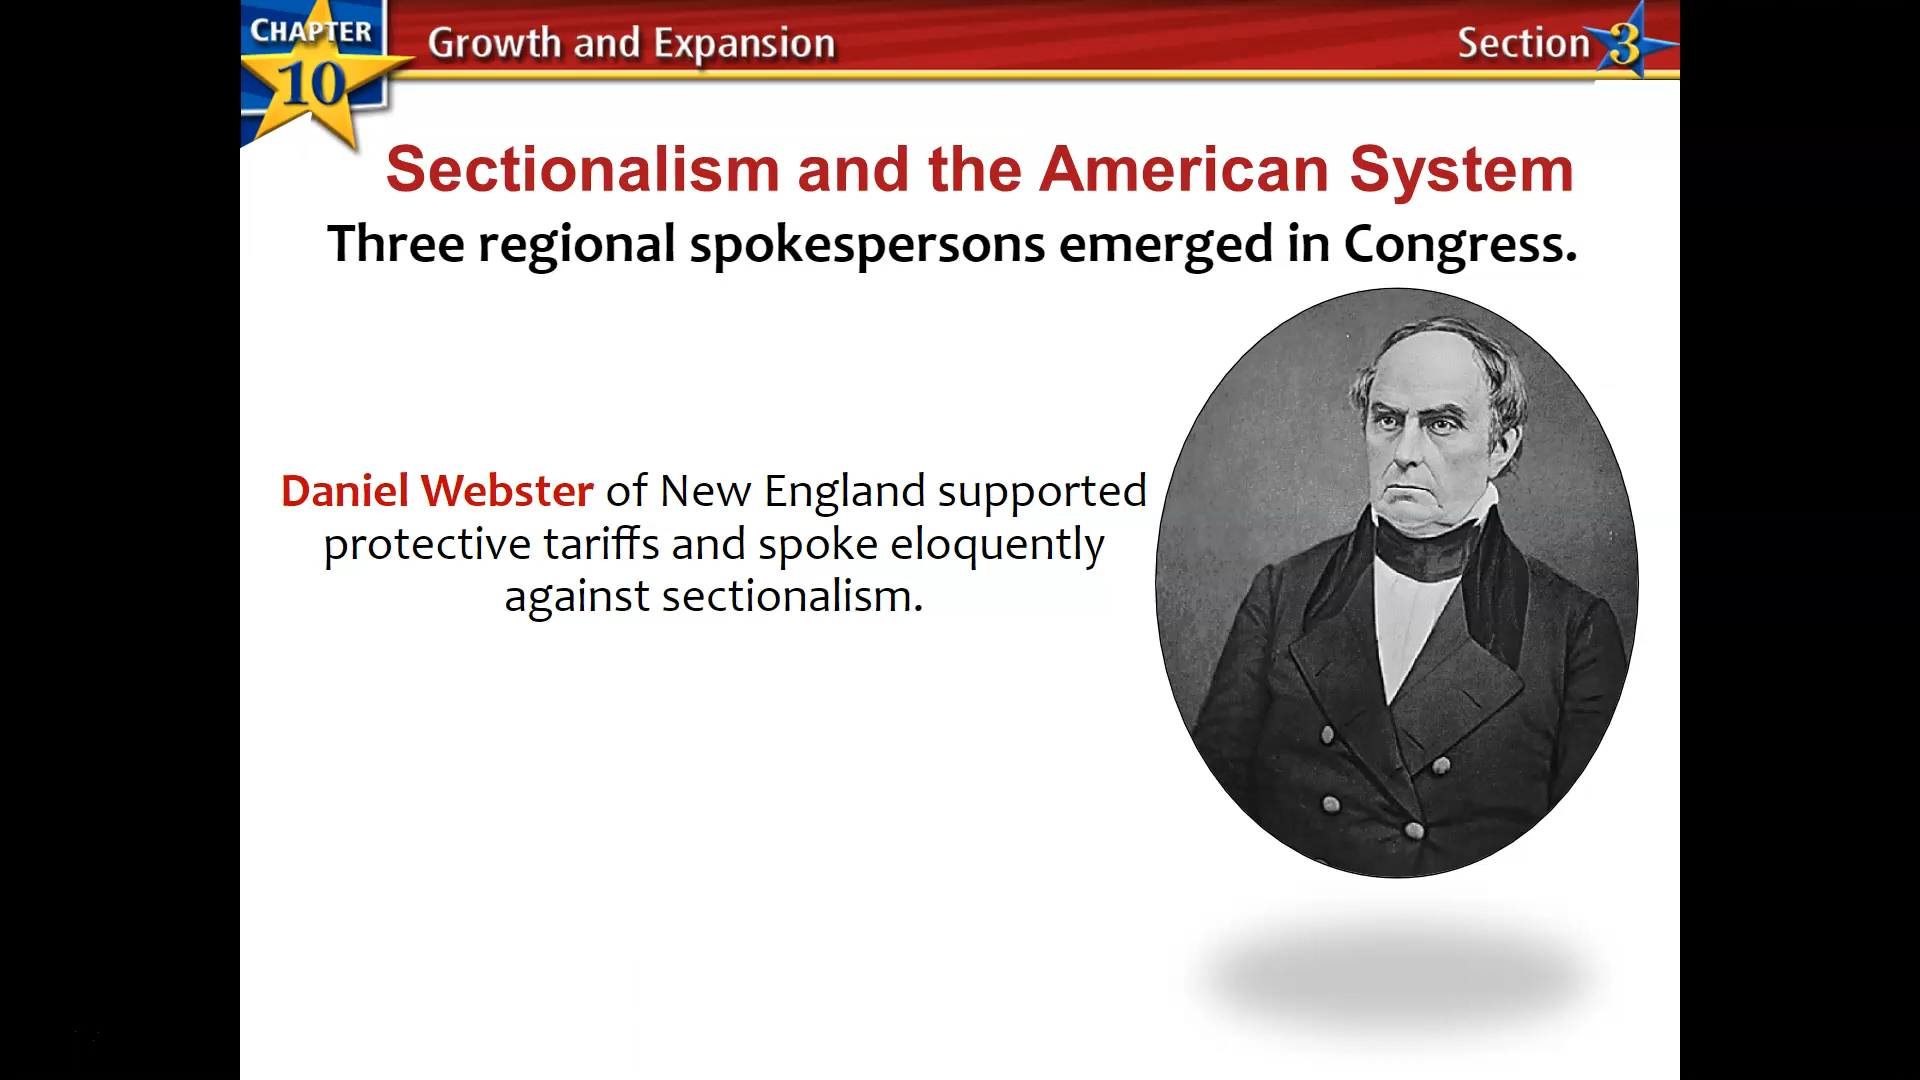 CHAPTER
10
Growth and Expansion
Section 3
Sectionalism and the American System
Three regional spokespersons emerged in Congress.
Daniel Webster of New England supported
protective tariffs and spoke eloquently
against sectionalism.